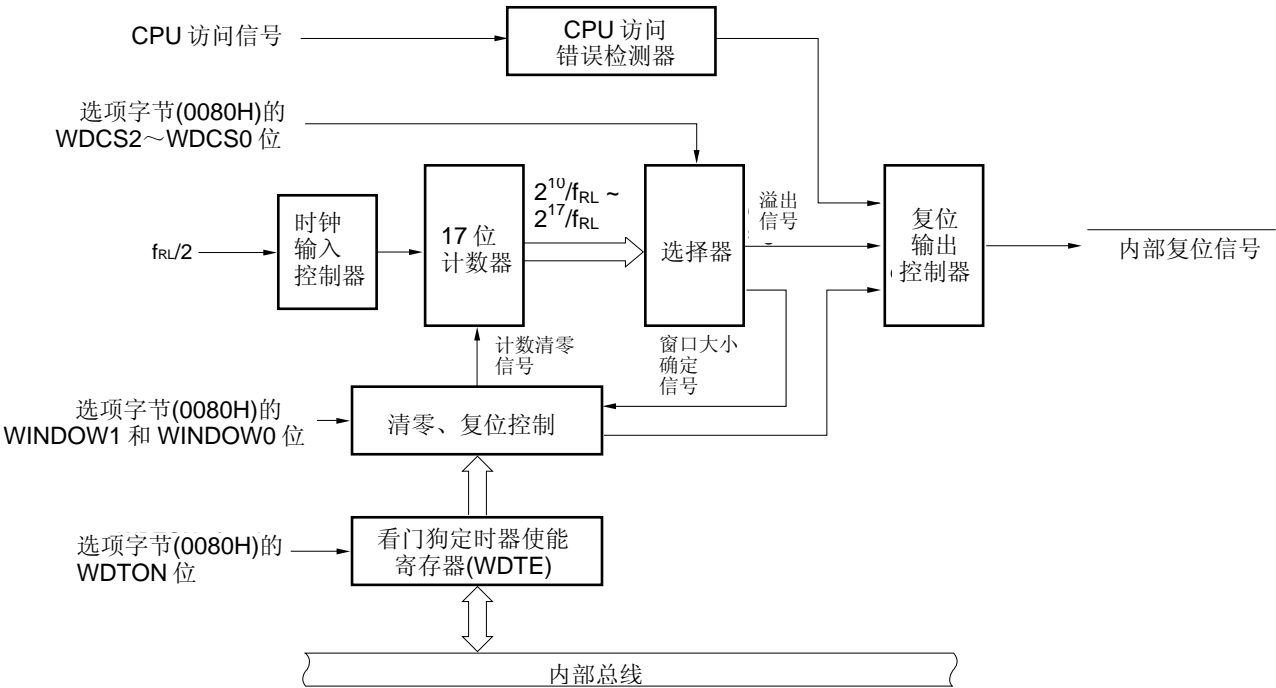 CPU 访问信号
CPU 访问
错误检测器
选项字节(0080H)的
WDCS2～WDCS0 位
fRL/2
时钟
输入
控制器
17 位
计数器
2^10/fRL ~
2^17/fRL
选择器
溢出
信号
复位
输出
控制器
内部复位信号
计数清零
信号
窗口大小
确定
信号
选项字节(0080H)的
WINDOW1 和 WINDOW0 位
清零、复位控制
选项字节(0080H)的
WDTON 位
看门狗定时器使能
寄存器(WDTE)
内部总线